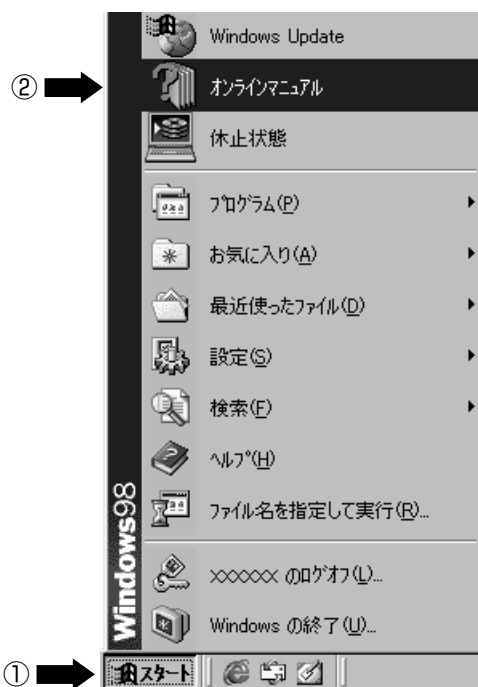 Windows Update
② オンラインマニュアル
休止状態
プログラム(P)
お気に入り(A)
最近使ったファイル(D)
設定(S)
検索(F)
ヘルプ(H)
ファイル名を指定して実行(R)...
xxxxxx のログオフ(L)...
Windows の終了(U)...
Windows98
① スタート